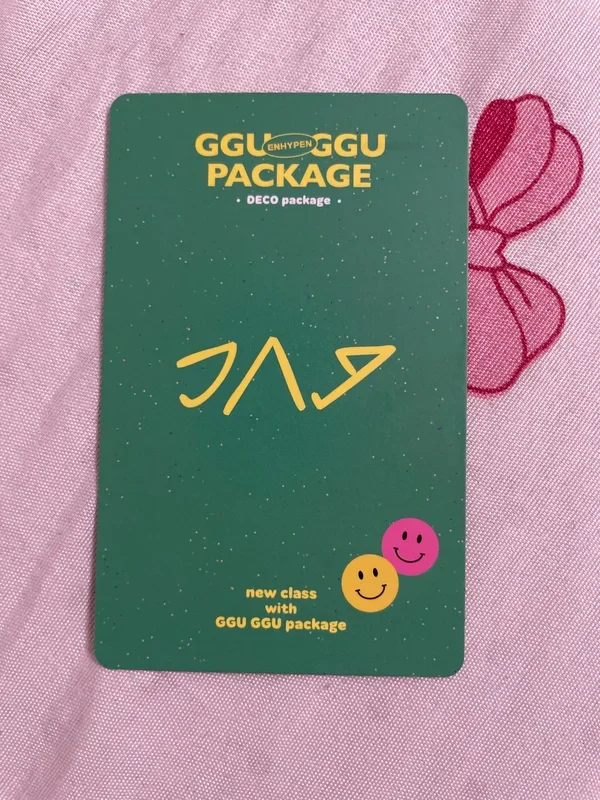 GGU ENHYPEN GGU
PACKAGE
• DECO package •
JAY
new class
with
GGU GGU package